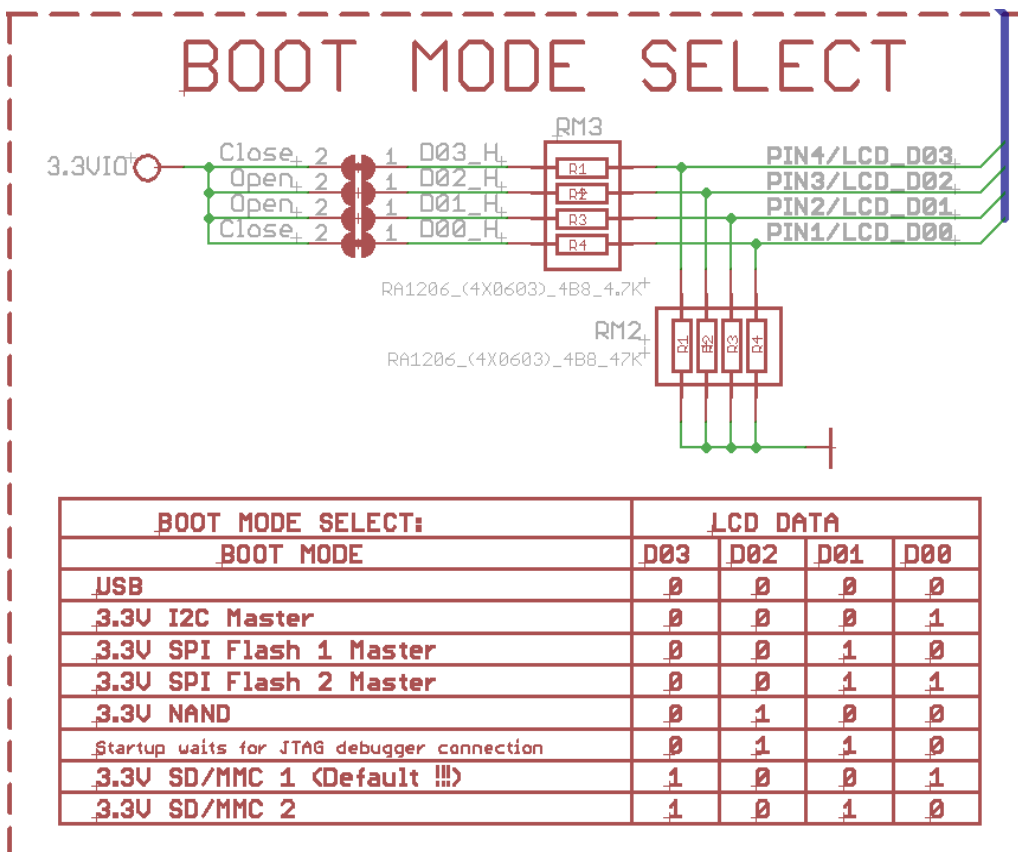 BOOT MODE SELECT
RM3
3.3VIO
Close 2 1 D03_H R1 PIN4/LCD_D03
Open 2 1 D02_H R2 PIN3/LCD_D02
Open 2 1 D01_H R3 PIN2/LCD_D01
Close 2 1 D00_H R4 PIN1/LCD_D00
RA1206_(4X0603)_4B8_4.7K
RM2
R1 R2 R3 R4
RA1206_(4X0603)_4B8_47K
BOOT MODE SELECT: LCD DATA
BOOT MODE D03 D02 D01 D00
USB 0 0 0 0
3.3V I2C Master 0 0 0 1
3.3V SPI Flash 1 Master 0 0 1 0
3.3V SPI Flash 2 Master 0 0 1 1
3.3V NAND 0 1 0 0
Startup waits for JTAG debugger connection 0 1 1 0
3.3V SD/MMC 1 (Default !!!) 1 0 0 1
3.3V SD/MMC 2 1 0 1 0